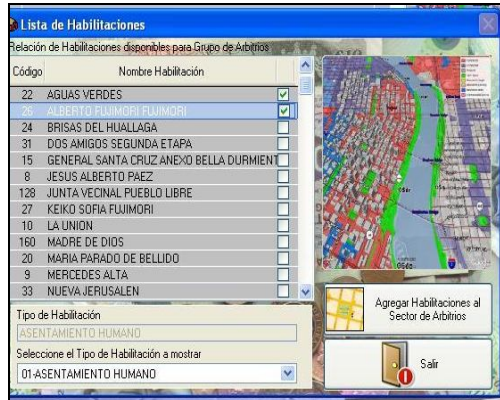 Lista de Habilitaciones
Relación de Habilitaciones disponibles para Grupo de Arbitrios
Código Nombre Habilitación
22 AGUAS VERDES
26 ALBERTO FUJIMORI FUJIMORI
24 BRISAS DEL HUALLAGA
31 DOS AMIGOS SEGUNDA ETAPA
15 GENERAL SANTA CRUZ ANEXO BELLA DURMIENT
8 JESUS ALBERTO PAEZ
128 JUNTA VECINAL PUEBLO LIBRE
27 KEIKO SOFIA FUJIMORI
10 LA UNION
160 MADRE DE DIOS
20 MARIA PARADO DE BELLIDO
9 MERCEDES ALTA
33 NUEVA JERUSALEN
Tipo de Habilitación
ASENTAMIENTO HUMANO
Seleccione el Tipo de Habilitación a mostrar
01-ASENTAMIENTO HUMANO
Agregar Habilitaciones al
Sector de Arbitrios
Salir